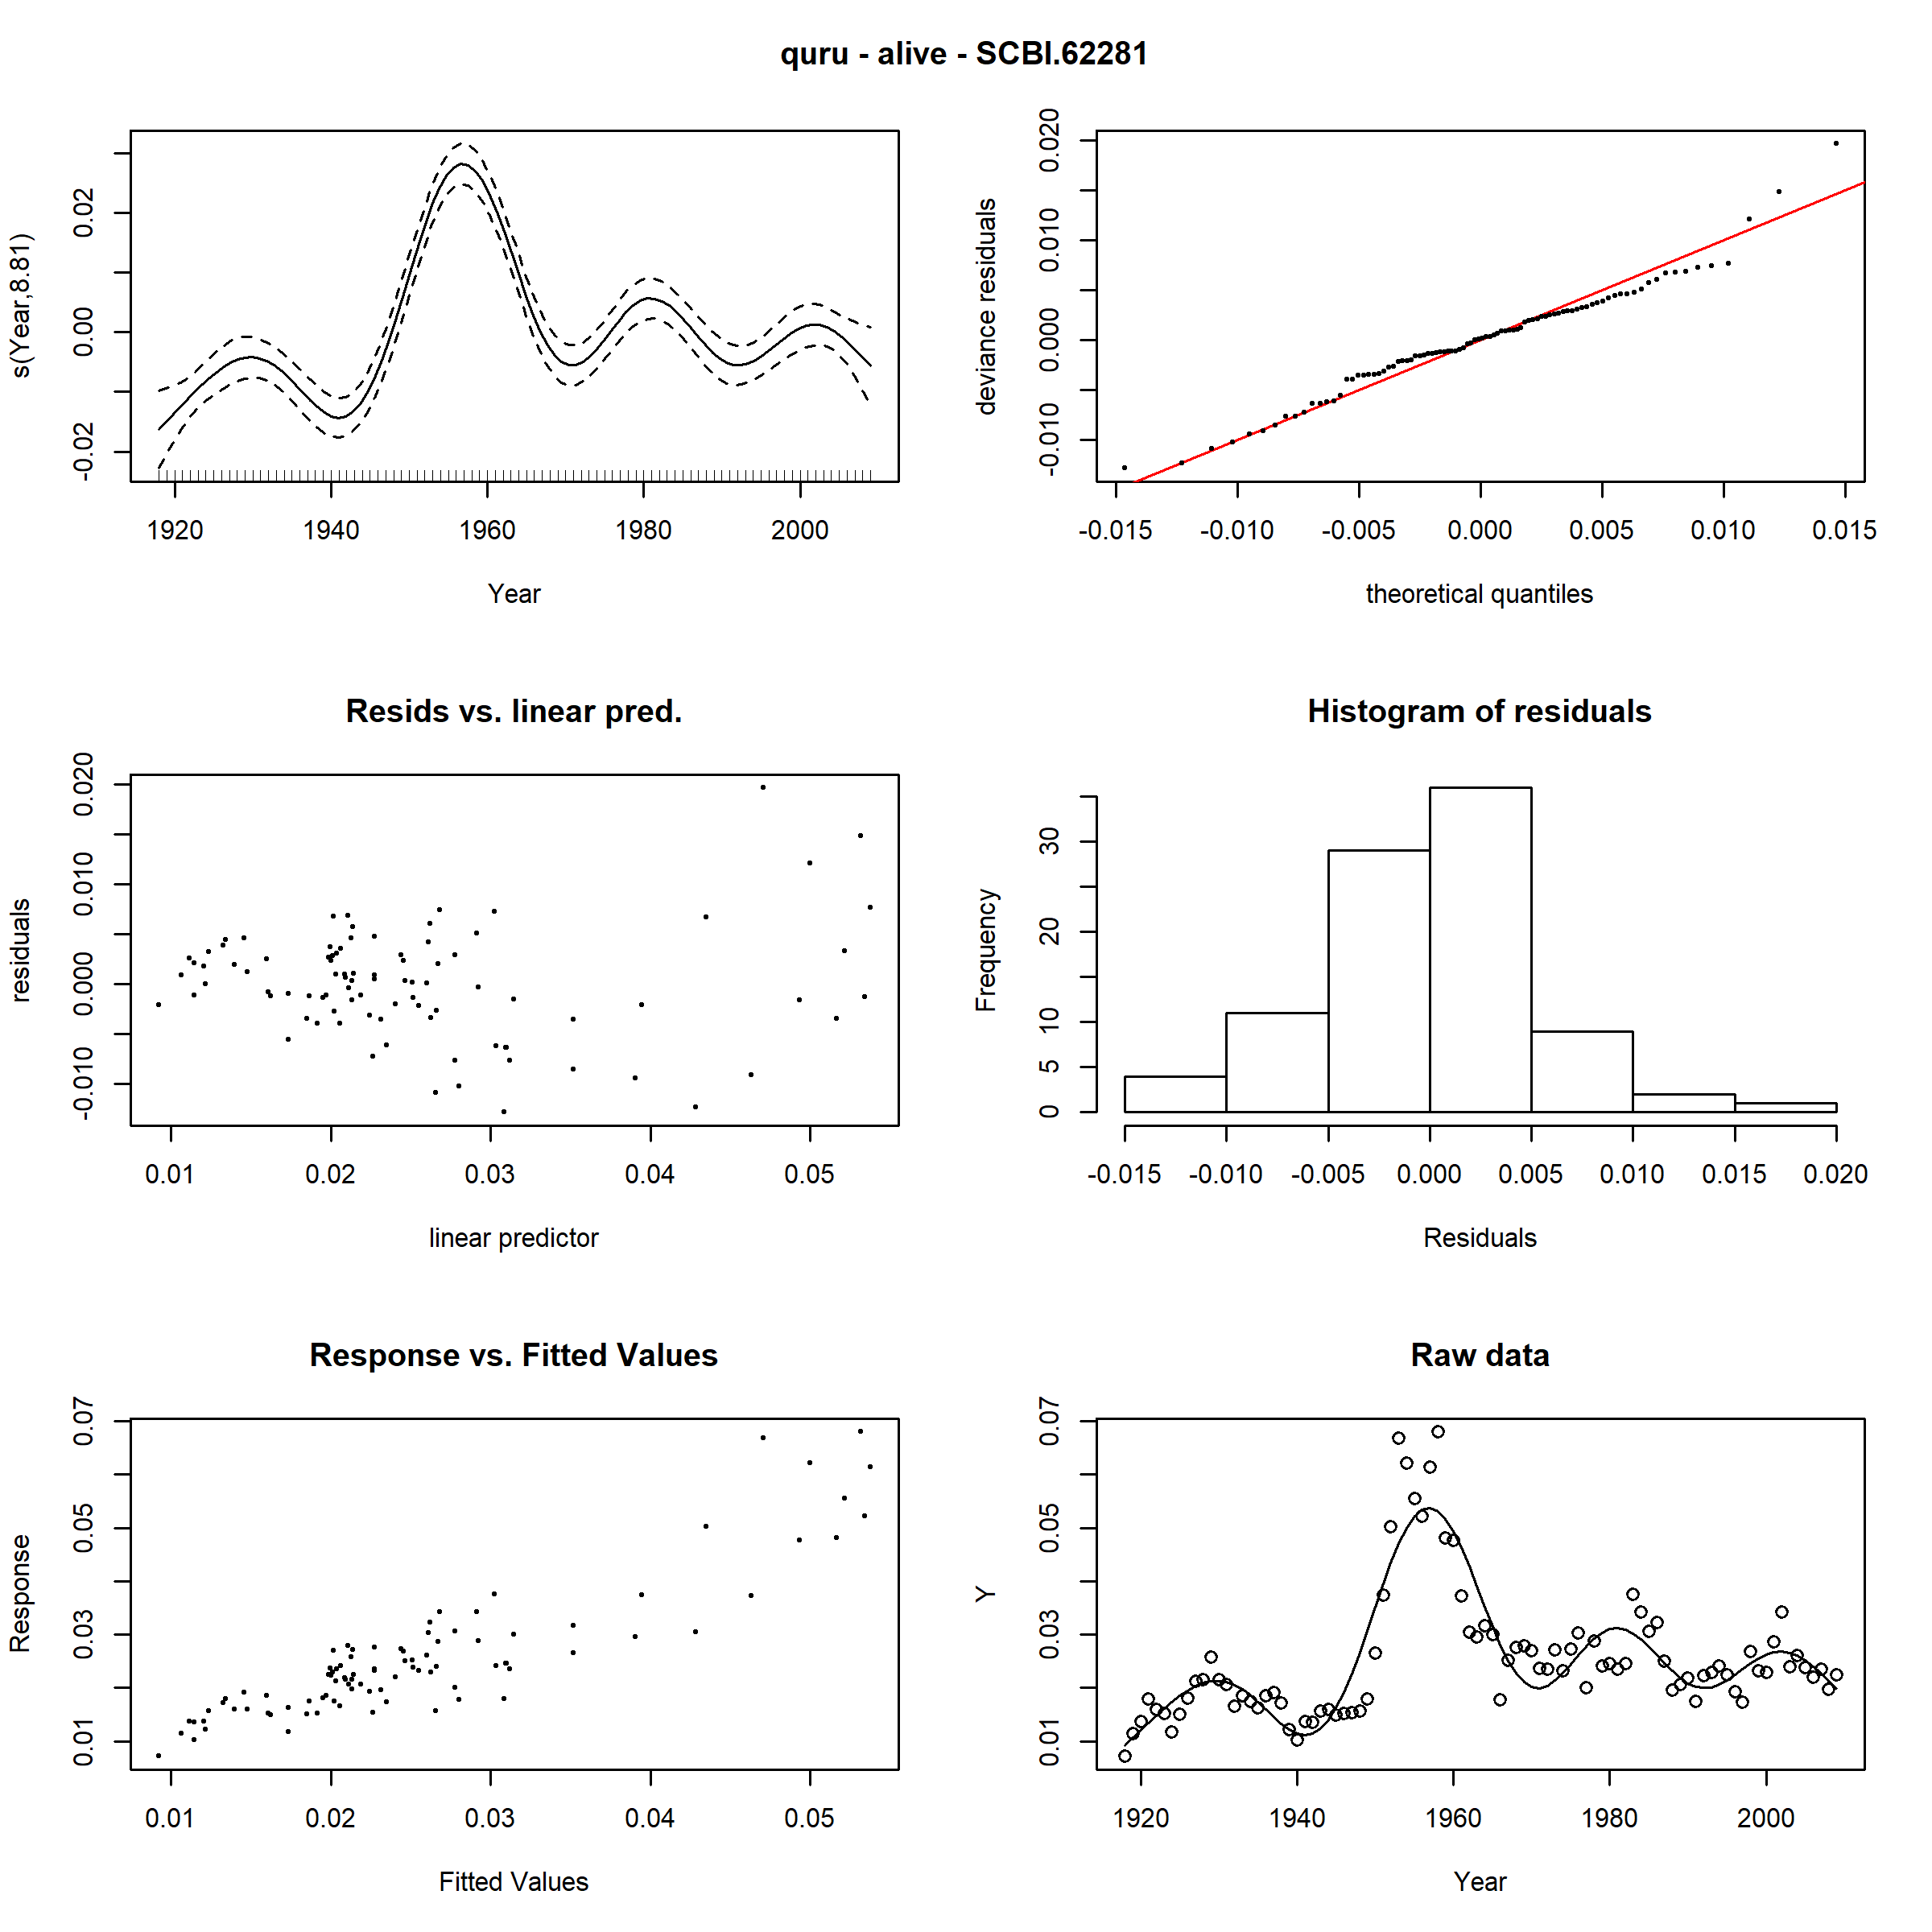 quru - alive - SCBI.62281
s(Year,8.81)
-0.02 0.00 0.02
1920 1940 1960 1980 2000
Year
deviance residuals
-0.010 0.000 0.010 0.020
-0.015 -0.010 -0.005 0.000 0.005 0.010 0.015
theoretical quantiles
Resids vs. linear pred.
residuals
-0.010 0.000 0.010 0.020
0.01 0.02 0.03 0.04 0.05
linear predictor
Histogram of residuals
Frequency
0 5 10 20 30
-0.015 -0.010 -0.005 0.000 0.005 0.010 0.015 0.020
Residuals
Response vs. Fitted Values
Response
0.01 0.03 0.05 0.07
0.01 0.02 0.03 0.04 0.05
Fitted Values
Raw data
Y
0.01 0.03 0.05 0.07
1920 1940 1960 1980 2000
Year